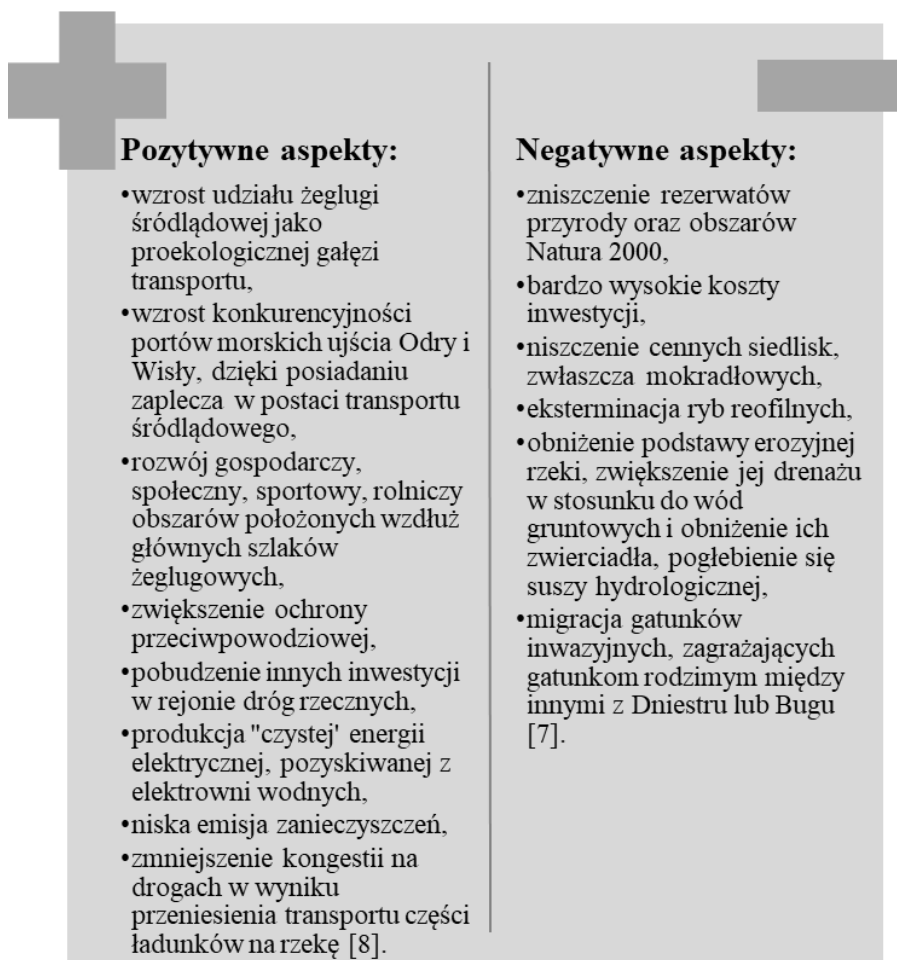 Pozytywne aspekty:
•wzrost udziału żeglugi
śródlądowej jako
proekologicznej gałęzi
transportu,
•wzrost konkurencyjności
portów morskich ujścia Odry i
Wisły, dzięki posiadaniu
zaplecza w postaci transportu
śródlądowego,
•rozwój gospodarczy,
społeczny, sportowy, rolniczy
obszarów położonych wzdłuż
głównych szlaków
żeglugowych,
•zwiększenie ochrony
przeciwpowodziowej,
•pobudzenie innych inwestycji
w rejonie dróg rzecznych,
•produkcja "czystej' energii
elektrycznej, pozyskiwanej z
elektrowni wodnych,
•niska emisja zanieczyszczeń,
•zmniejszenie kongestii na
drogach w wyniku
przeniesienia transportu części
ładunków na rzekę [8].
Negatywne aspekty:
•zniszczenie rezerwatów
przyrody oraz obszarów
Natura 2000,
•bardzo wysokie koszty
inwestycji,
•niszczenie cennych siedlisk,
zwłaszcza mokradłowych,
•eksterminacja ryb reofilnych,
•obniżenie podstawy erozyjnej
rzeki, zwiększenie jej drenażu
w stosunku do wód
gruntowych i obniżenie ich
zwierciadła, pogłebienie się
suszy hydrologicznej,
•migracja gatunków
inwazyjnych, zagrażających
gatunkom rodzimym między
innymi z Dniestru lub Bugu
[7].